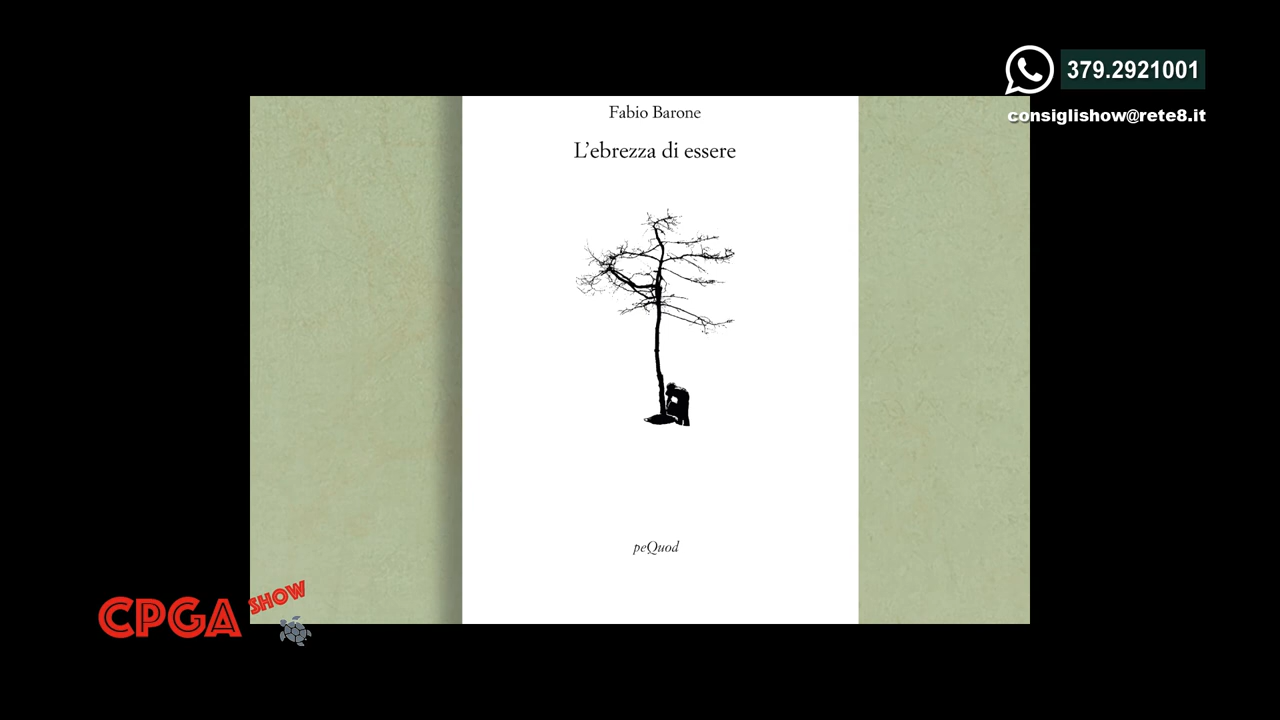 379.2921001
consiglishow@rete8.it
Fabio Barone
L'ebrezza di essere
peQuod
CPGA SHOW